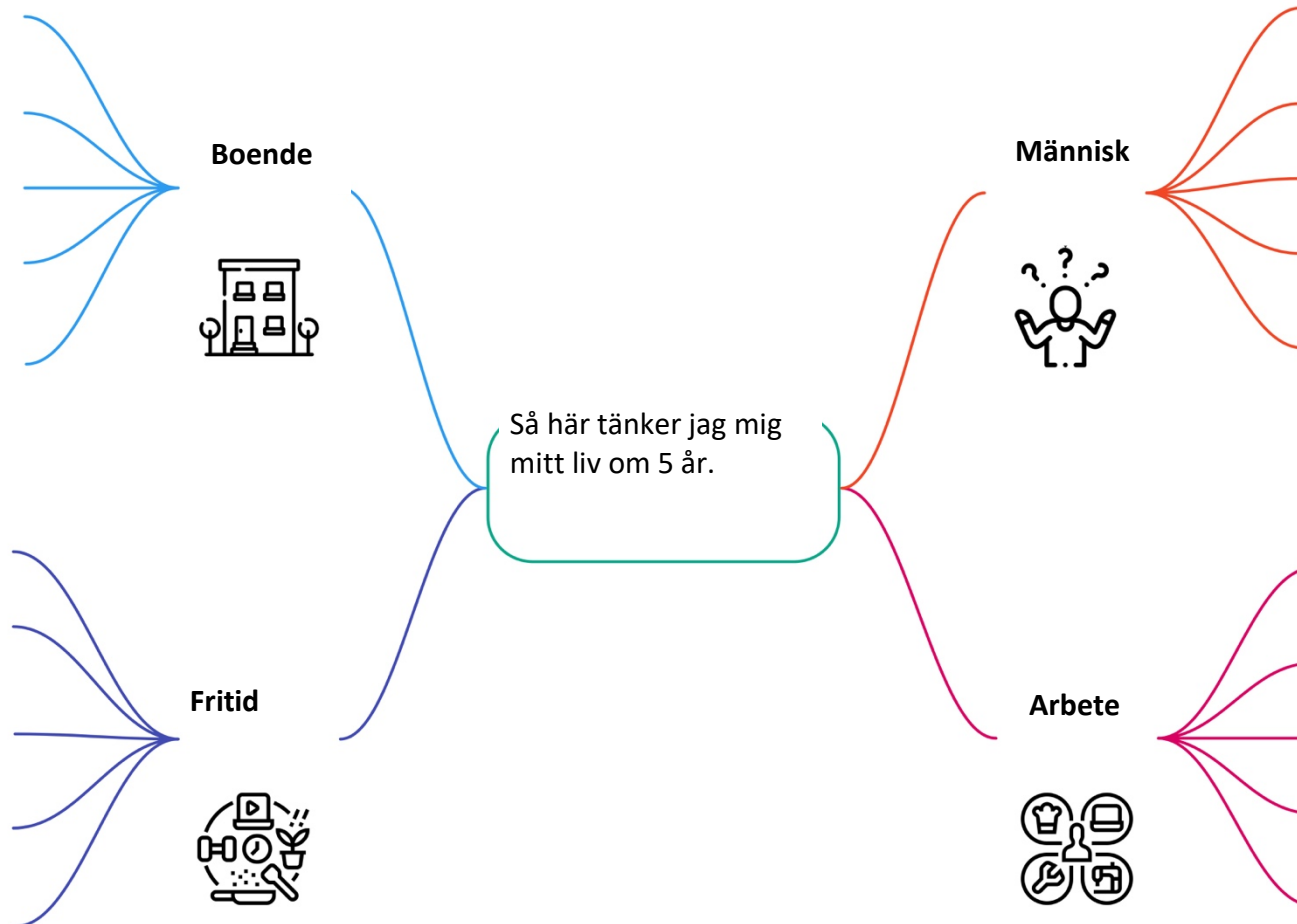 Boende
Människ
Så här tänker jag mig
mitt liv om 5 år.
Fritid
Arbete